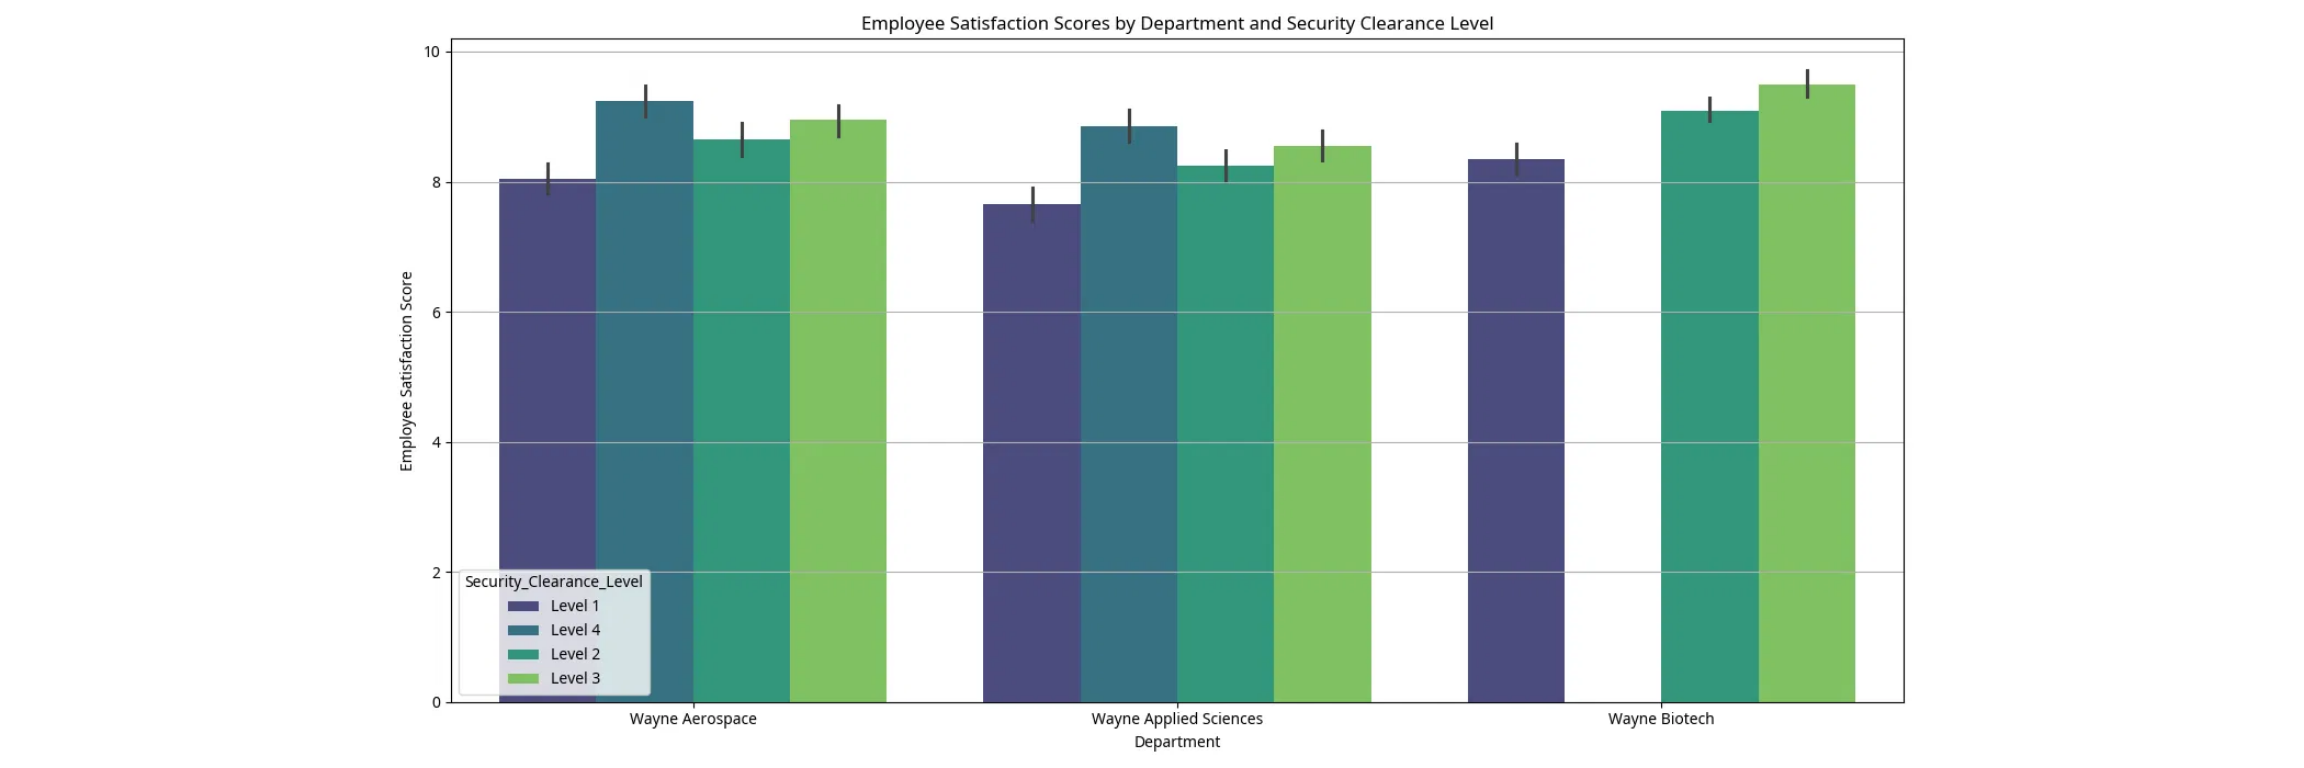 Employee Satisfaction Scores by Department and Security Clearance Level
Employee Satisfaction Score
10
8
6
4
2
0
Security_Clearance_Level
Level 1
Level 4
Level 2
Level 3
Wayne Aerospace
Wayne Applied Sciences
Wayne Biotech
Department